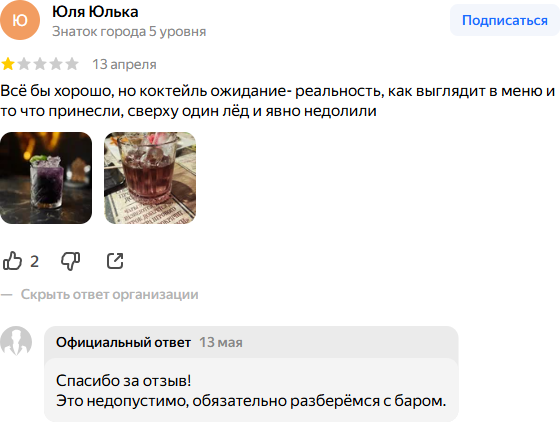 Ю
Юля Юлька
Знаток города 5 уровня
Подписаться
13 апреля
Всё бы хорошо, но коктейль ожидание- реальность, как выглядит в меню и
то что принесли, сверху один лёд и явно недолили
2
— Скрыть ответ организации
Официальный ответ 13 мая
Спасибо за отзыв!
Это недопустимо, обязательно разберёмся с баром.